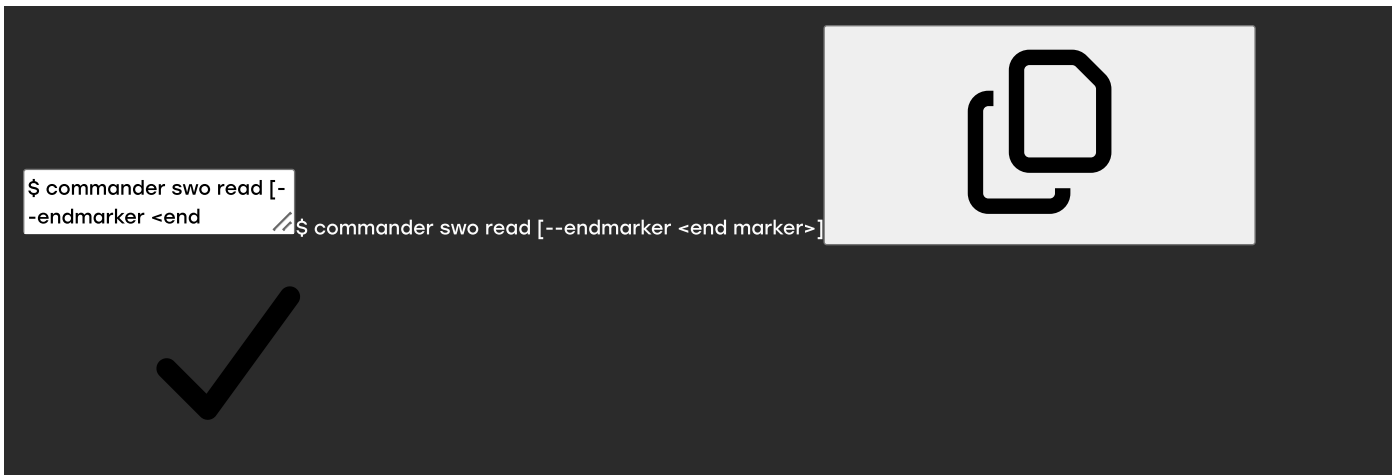 $ commander swo read [-
-endmarker <end
$ commander swo read [--endmarker <end marker>]